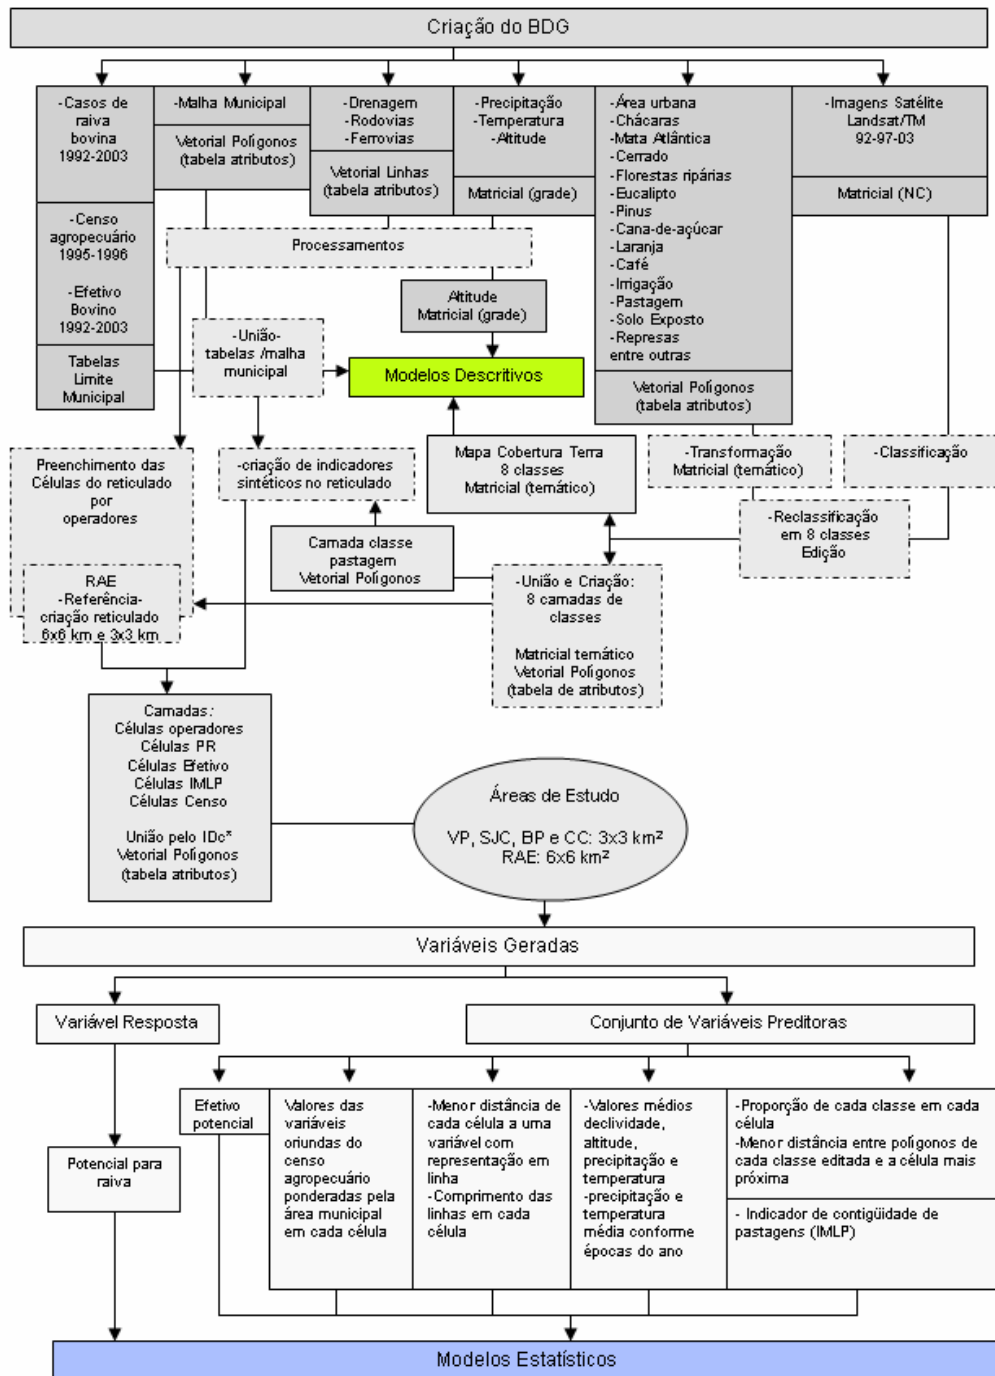 Criação do BDG
-Casos de
raiva
bovina
1992-2003
-Censo
agropecuário
1995-1996
-Efetivo
Bovino
1992-2003
Tabelas
Limite
Municipal
-Malha Municipal
Vetorial Polígonos
(tabela atributos)
-Drenagem
-Rodovias
-Ferrovias
Vetorial Linhas
(tabela atributos)
-Precipitação
-Temperatura
-Altitude
Matricial (grade)
-Área urbana
-Chácaras
-Mata Atlântica
-Cerrado
-Florestas ripárias
-Eucalipto
-Pinus
-Cana-de-açúcar
-Laranja
-Café
-Irrigação
-Pastagem
-Solo Exposto
-Represas
entre outras
Vetorial Polígonos
(tabela atributos)
-Imagens Satélite
Landsat/TM
92-97-03
Matricial (NC)
Processamentos
Altitude
Matricial (grade)
-União-
tabelas /malha
municipal
Modelos Descritivos
Preenchimento das
Células do reticulado
por
operadores
RAE
-Referência-
criação reticulado
6x6 km e 3x3 km
-criação de indicadores
sintéticos no reticulado
Mapa Cobertura Terra
8 classes
Matricial (temático)
-Transformação
Matricial (temático)
-Classificação
Camada classe
pastagem
Vetorial Polígonos
-Reclassificação
em 8 classes
Edição
-União e Criação:
8 camadas de
classes
Matricial temático
Vetorial Polígonos
(tabela de atributos)
Camadas:
Células operadores
Células PR
Células Efetivo
Células IMLP
Células Censo
União pelo IDc*
Vetorial Polígonos
(tabela atributos)
Áreas de Estudo
VP, SJC, BP e CC: 3x3 km²
RAE: 6x6 km²
Variáveis Geradas
Variável Resposta
Conjunto de Variáveis Preditoras
Potencial para
raiva
Efetivo
potencial
Valores das
variáveis
oriundas do
censo
agropecuário
ponderadas pela
área municipal
em cada célula
-Menor distância de
cada célula a uma
variável com
representação em
linha
-Comprimento das
linhas em cada
célula
-Valores médios
declividade,
altitude,
precipitação e
temperatura
-precipitação e
temperatura
média conforme
épocas do ano
-Proporção de cada classe em cada
célula
-Menor distância entre polígonos de
cada classe editada e a célula mais
próxima
- Indicador de contigüidade de
pastagens (IMLP)
Modelos Estatísticos